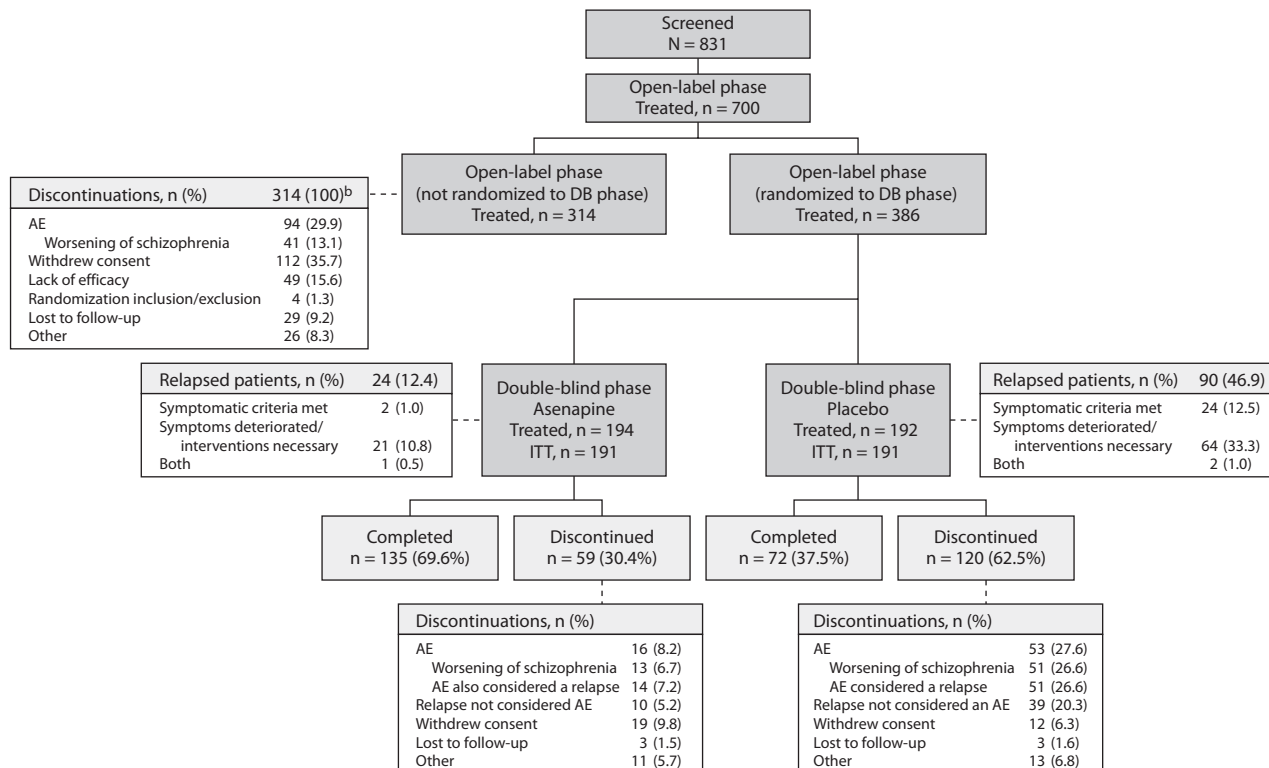 Screened
N = 831
Open-label phase
Treated, n = 700
Open-label phase
(not randomized to DB phase)
Treated, n = 314
Open-label phase
(randomized to DB phase)
Treated, n = 386
Discontinuations, n (%) 314 (100)b
AE 94 (29.9)
Worsening of schizophrenia 41 (13.1)
Withdrew consent 112 (35.7)
Lack of efficacy 49 (15.6)
Randomization inclusion/exclusion 4 (1.3)
Lost to follow-up 29 (9.2)
Other 26 (8.3)
Relapsed patients, n (%) 24 (12.4)
Symptomatic criteria met 2 (1.0)
Symptoms deteriorated/
interventions necessary 21 (10.8)
Both 1 (0.5)
Double-blind phase
Asenapine
Treated, n = 194
ITT, n = 191
Double-blind phase
Placebo
Treated, n = 192
ITT, n = 191
Relapsed patients, n (%) 90 (46.9)
Symptomatic criteria met 24 (12.5)
Symptoms deteriorated/
interventions necessary 64 (33.3)
Both 2 (1.0)
Completed
n = 135 (69.6%)
Discontinued
n = 59 (30.4%)
Completed
n = 72 (37.5%)
Discontinued
n = 120 (62.5%)
Discontinuations, n (%)
AE 16 (8.2)
Worsening of schizophrenia 13 (6.7)
AE also considered a relapse 14 (7.2)
Relapse not considered AE 10 (5.2)
Withdrew consent 19 (9.8)
Lost to follow-up 3 (1.5)
Other 11 (5.7)
Discontinuations, n (%)
AE 53 (27.6)
Worsening of schizophrenia 51 (26.6)
AE considered a relapse 51 (26.6)
Relapse not considered an AE 39 (20.3)
Withdrew consent 12 (6.3)
Lost to follow-up 3 (1.6)
Other 13 (6.8)